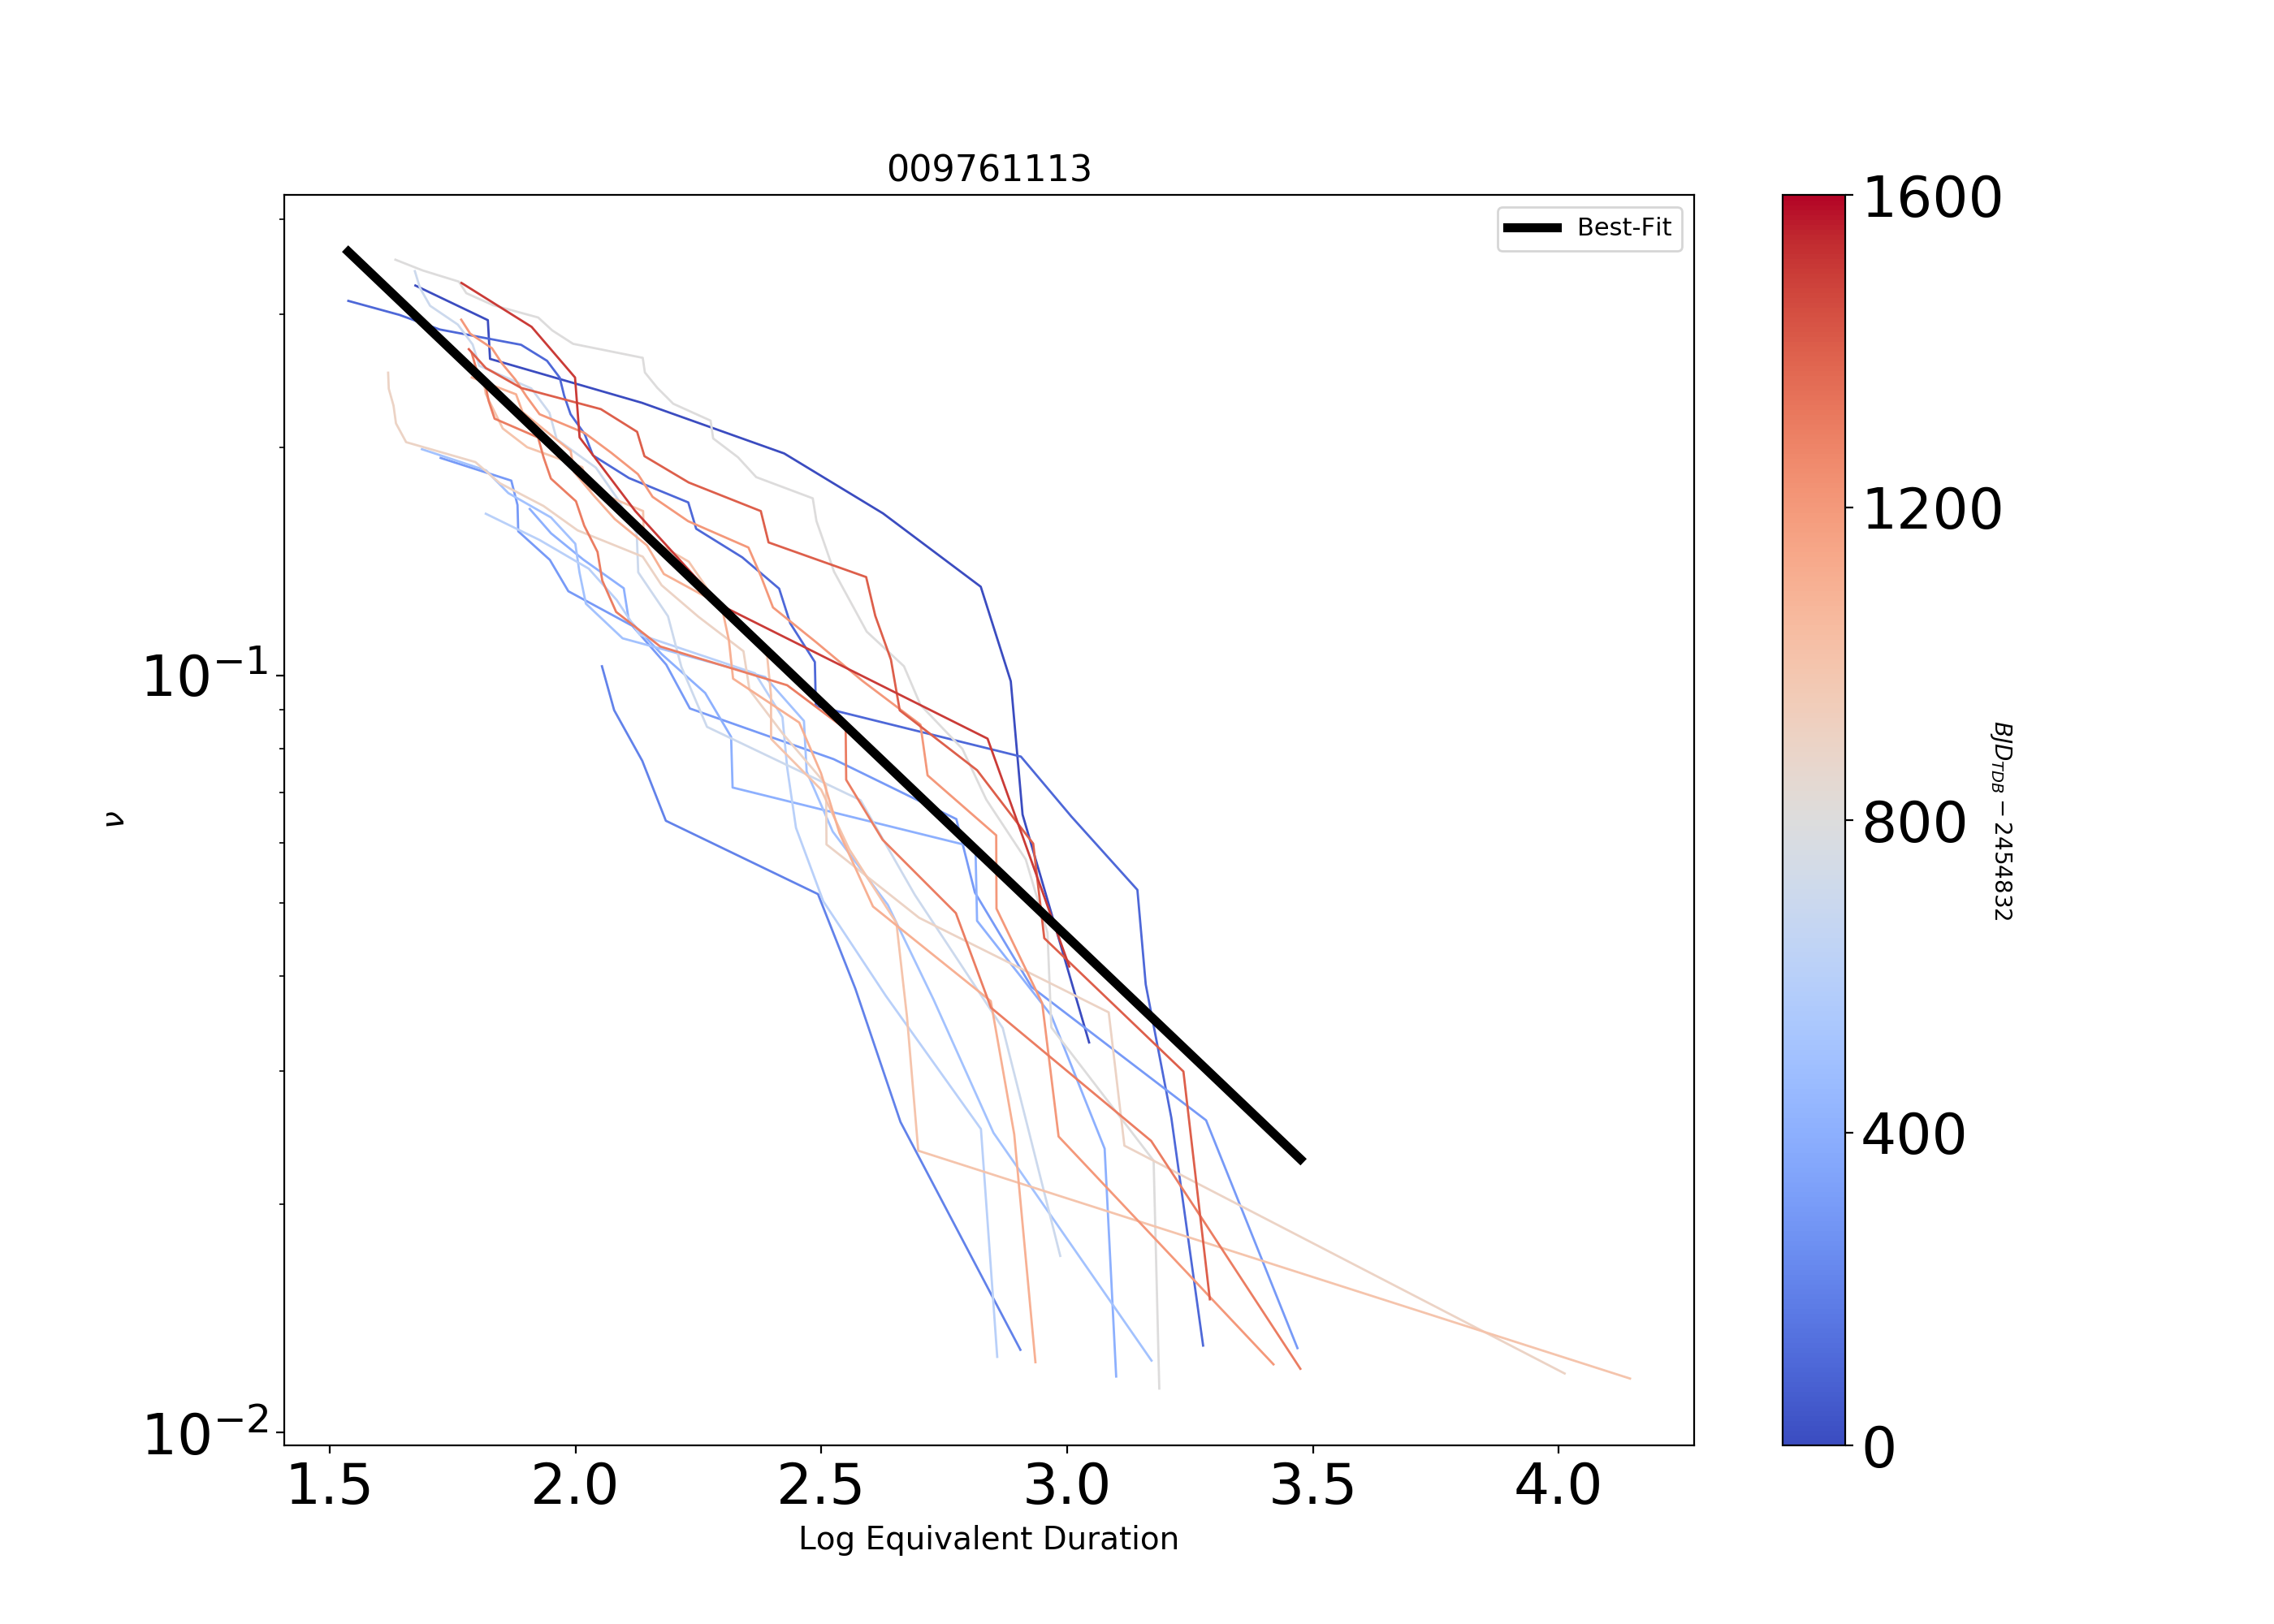 009761113
Best-Fit
10⁻¹
10⁻²
ν
1.5 2.0 2.5 3.0 3.5 4.0
Log Equivalent Duration
1600
1200
800
400
0
BJD_TDB − 2454832